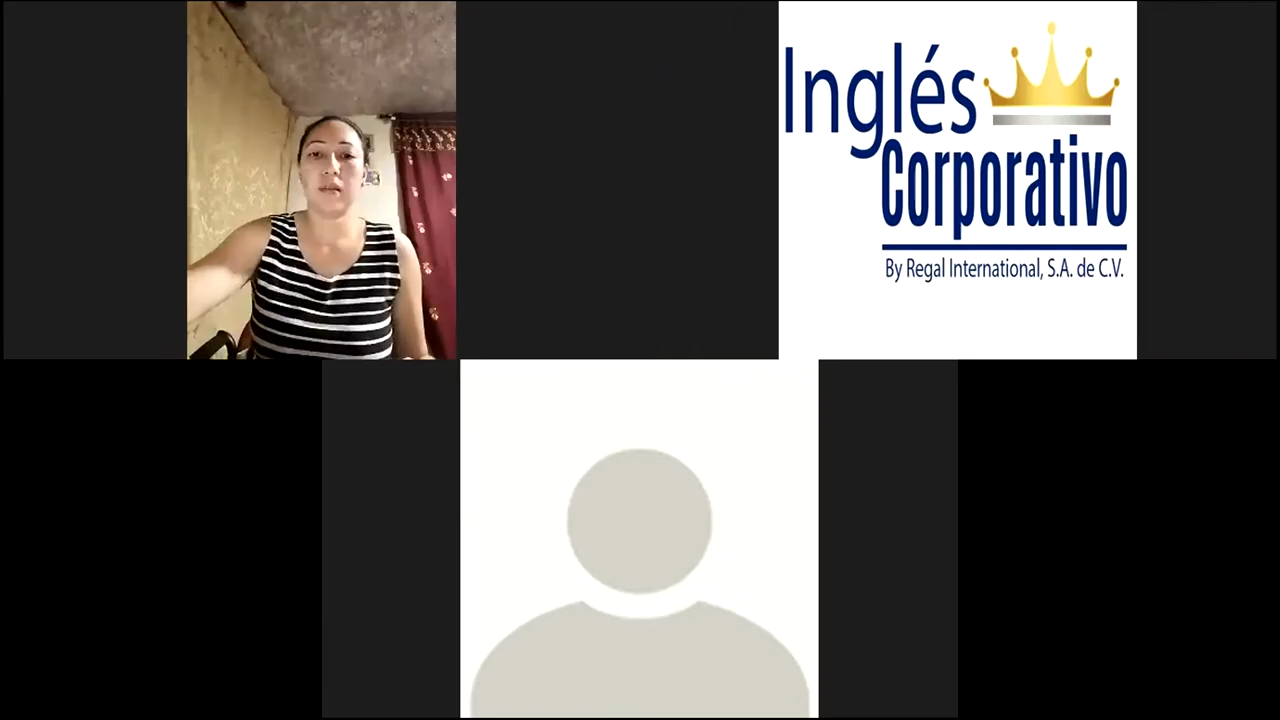 Inglés
Corporativo
By Regal International, S.A. de C.V.